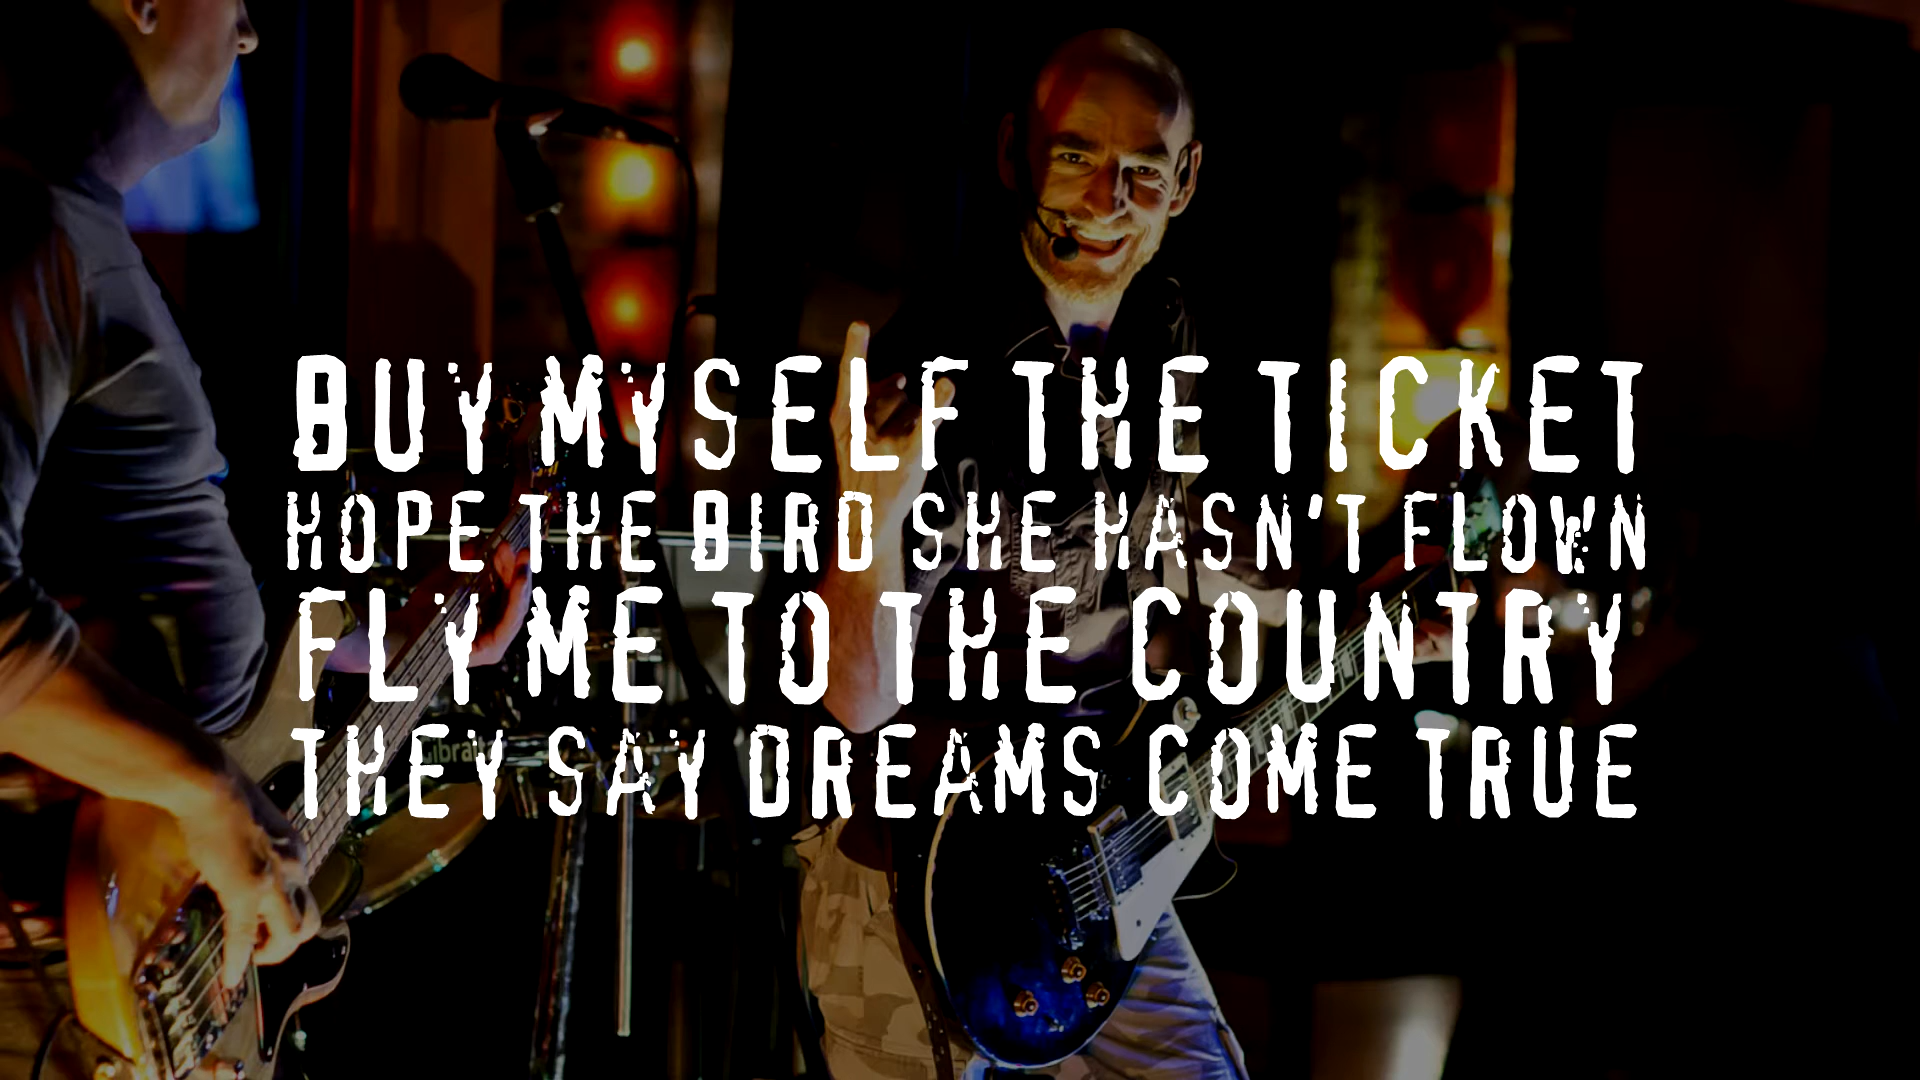 BUY MYSELF THE TICKET
HOPE THE BIRD SHE HASN'T FLOWN
FLY ME TO THE COUNTRY
THEY SAY DREAMS COME TRUE